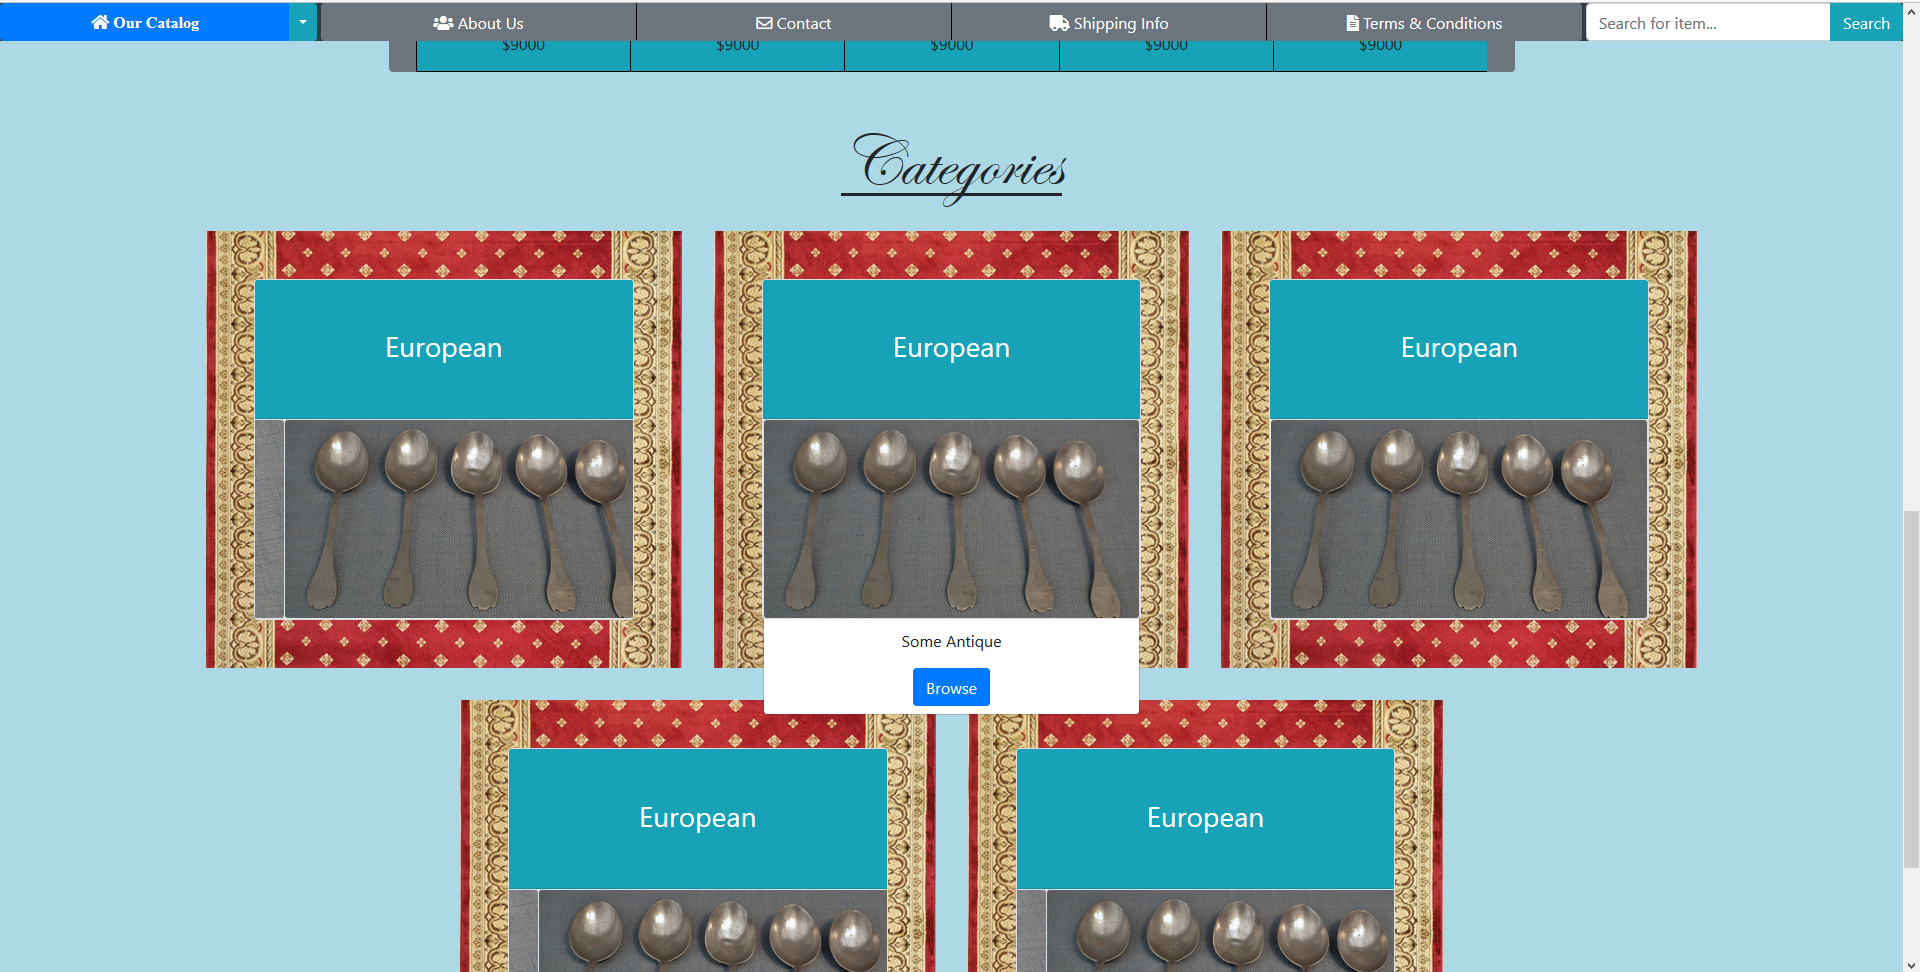 Our Catalog
About Us
Contact
Shipping Info
Terms & Conditions
Search for item...
Search
$9000
$9000
$9000
$9000
$9000
Categories
European
European
European
Some Antique
Browse
European
European